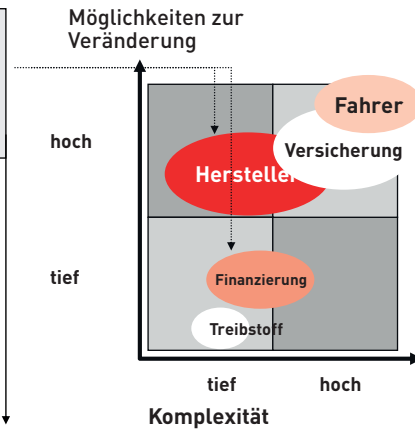 Möglichkeiten zur
Veränderung
hoch
Fahrer
Versicherung
Hersteller
tief
Finanzierung
Treibstoff
tief hoch
Komplexität